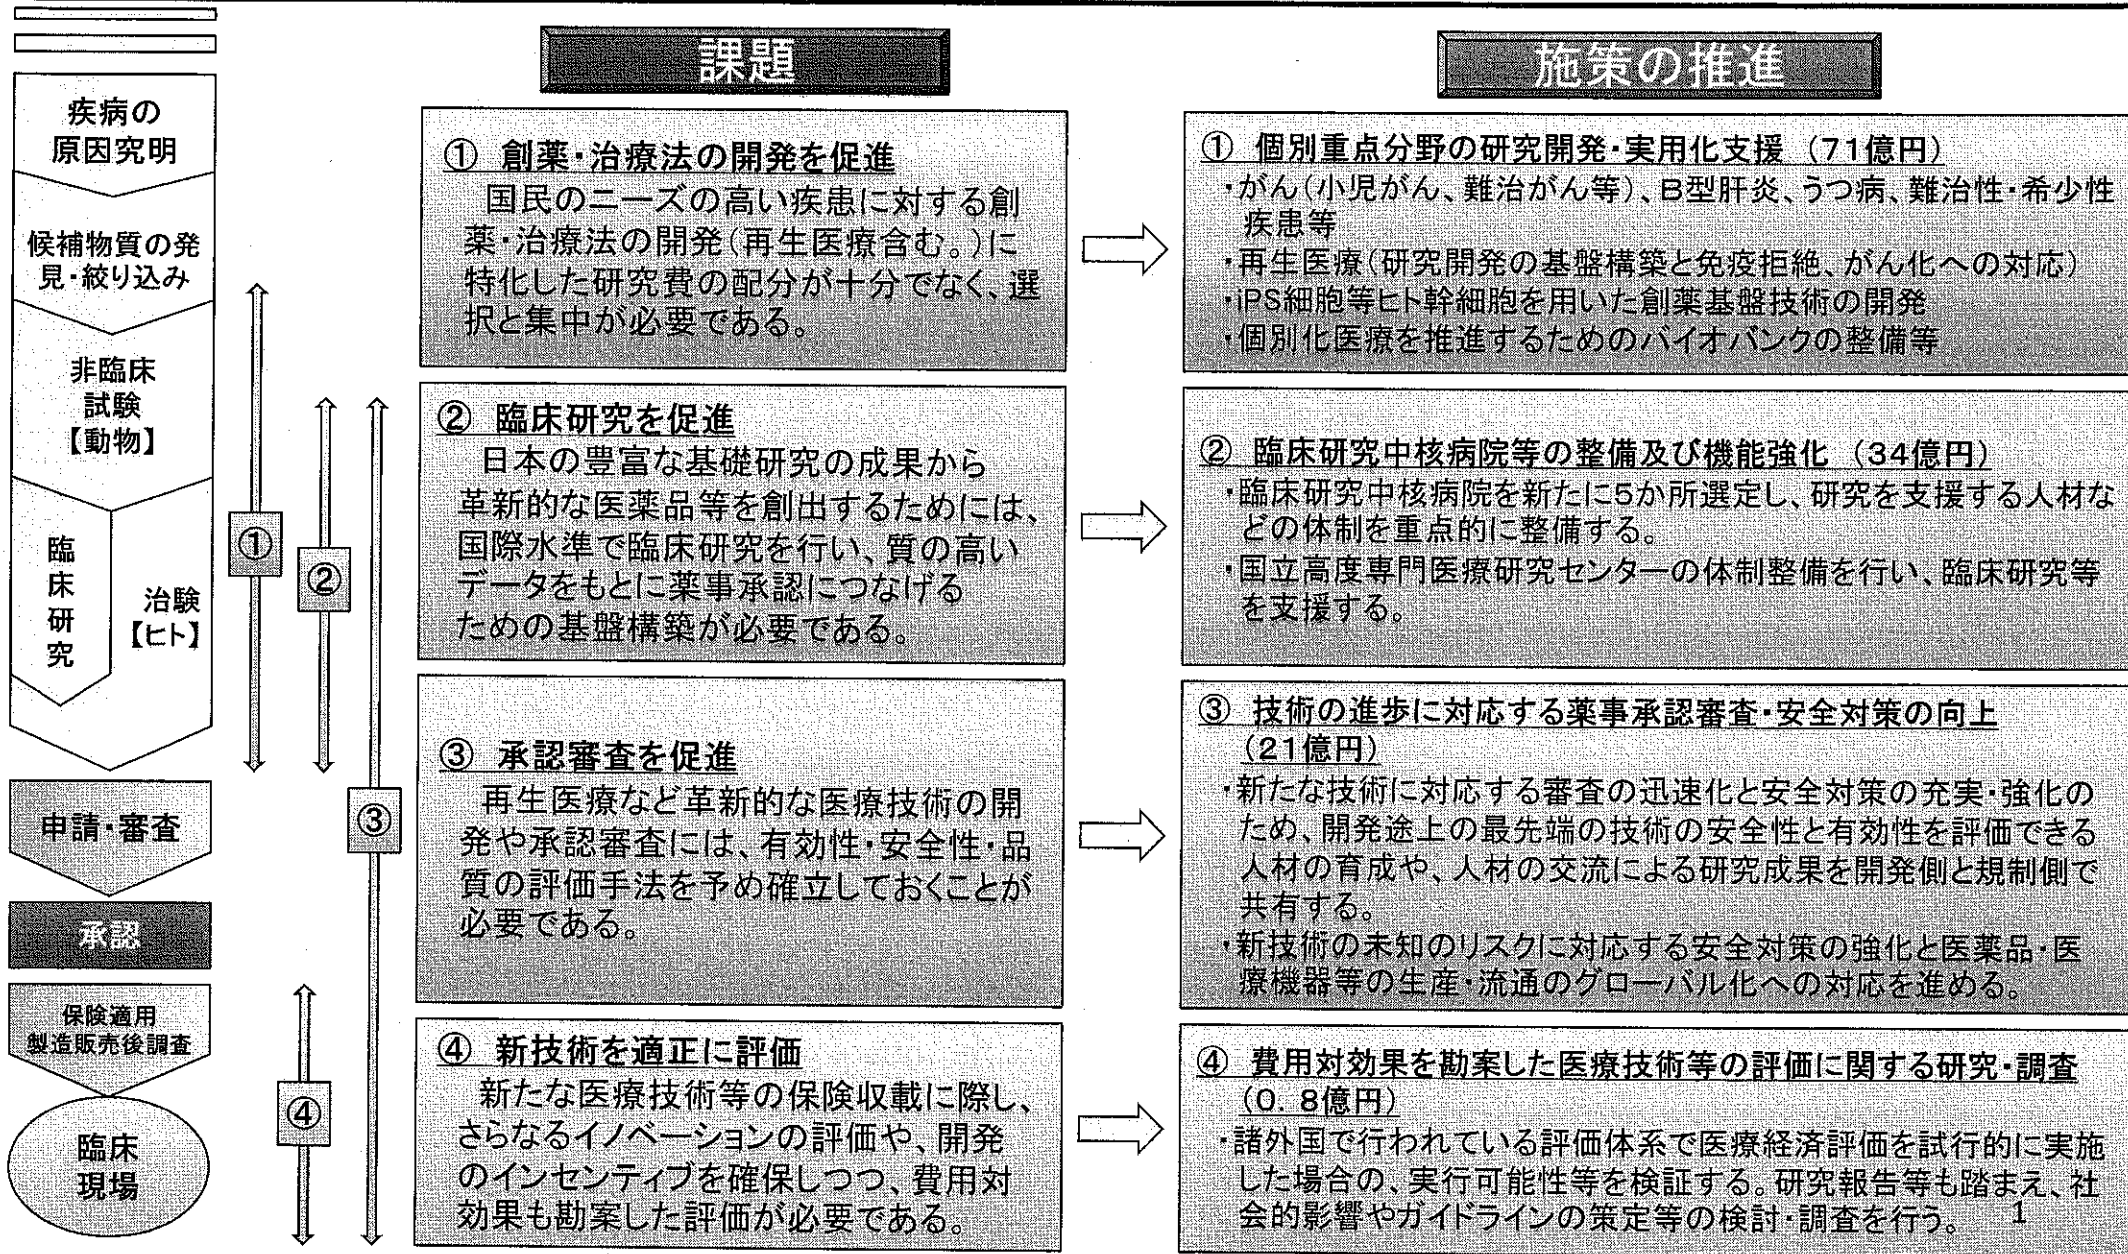 課題
施策の推進
疾病の
原因究明
候補物質の発
見・絞り込み
非臨床
試験
【動物】
臨
床
研
究
治験
【ヒト】
申請・審査
承認
保険適用
製造販売後調査
臨床
現場
①
②
③
④
① 創薬・治療法の開発を促進
国民のニーズの高い疾患に対する創
薬・治療法の開発(再生医療含む。)に
特化した研究費の配分が十分でなく、選
択と集中が必要である。
① 個別重点分野の研究開発・実用化支援 (71億円)
・がん(小児がん、難治がん等)、B型肝炎、うつ病、難治性・希少性
疾患等
・再生医療(研究開発の基盤構築と免疫拒絶、がん化への対応)
・iPS細胞等ヒト幹細胞を用いた創薬基盤技術の開発
・個別化医療を推進するためのバイオバンクの整備等
② 臨床研究を促進
日本の豊富な基礎研究の成果から
革新的な医薬品等を創出するためには、
国際水準で臨床研究を行い、質の高い
データをもとに薬事承認につなげる
ための基盤構築が必要である。
② 臨床研究中核病院等の整備及び機能強化 (34億円)
・臨床研究中核病院を新たに5か所選定し、研究を支援する人材な
どの体制を重点的に整備する。
・国立高度専門医療研究センターの体制整備を行い、臨床研究等
を支援する。
③ 承認審査を促進
再生医療など革新的な医療技術の開
発や承認審査には、有効性・安全性・品
質の評価手法を予め確立しておくことが
必要である。
③ 技術の進歩に対応する薬事承認審査・安全対策の向上
(21億円)
・新たな技術に対応する審査の迅速化と安全対策の充実・強化の
ため、開発途上の最先端の技術の安全性と有効性を評価できる
人材の育成や、人材の交流による研究成果を開発側と規制側で
共有する。
・新技術の未知のリスクに対応する安全対策の強化と医薬品・医
療機器等の生産・流通のグローバル化への対応を進める。
④ 新技術を適正に評価
新たな医療技術等の保険収載に際し、
さらなるイノベーションの評価や、開発
のインセンティブを確保しつつ、費用対
効果も勘案した評価が必要である。
④ 費用対効果を勘案した医療技術等の評価に関する研究・調査
(0.8億円)
・諸外国で行われている評価体系で医療経済評価を試行的に実施
した場合の、実行可能性等を検証する。研究報告等も踏まえ、社
会的影響やガイドラインの策定等の検討・調査を行う。
1